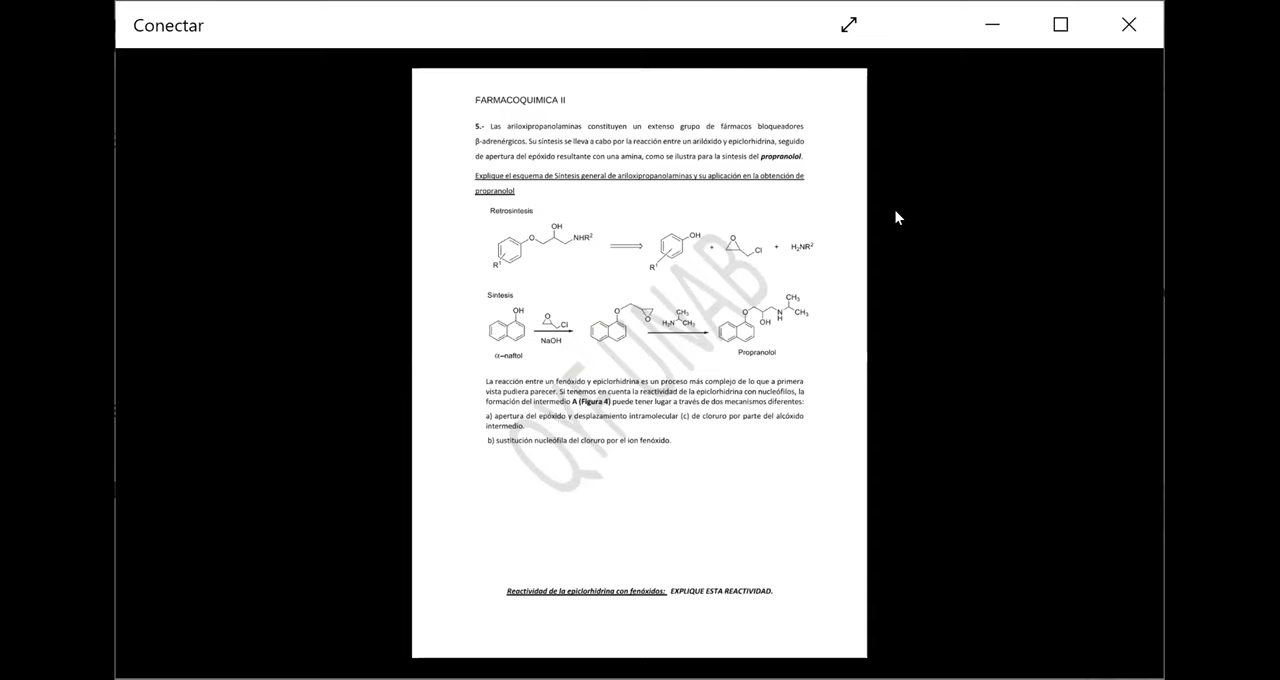 Conectar
FARMACOQUIMICA II
5.- Las ariloxipropanolaminas constituyen un extenso grupo de fármacos bloqueadores
β-adrenérgicos. Su síntesis se lleva a cabo por la reacción entre un arilóxido y epiclorhidrina, seguido
de apertura del epóxido resultante con una amina, como se ilustra para la síntesis del propranolol.
Explique el esquema de Síntesis general de ariloxipropanolaminas y su aplicación en la obtención de
propranolol
Retrosíntesis
OH
O
NHR²
R¹
OH
R¹
+
O
Cl
+
H₂NR²
Síntesis
OH
O
Cl
NaOH
α-naftol
O
O
CH₃
H₂N
CH₃
O
OH
N
H
CH₃
CH₃
Propranolol
La reacción entre un fenóxido y epiclorhidrina es un proceso más complejo de lo que a primera
vista pudiera parecer. Si tenemos en cuenta la reactividad de la epiclorhidrina con nucleófilos, la
formación del intermedio A (Figura 4) puede tener lugar a través de dos mecanismos diferentes:
a) apertura del epóxido y desplazamiento intramolecular (c) de cloruro por parte del alcóxido
intermedio.
b) sustitución nucleófila del cloruro por el ion fenóxido.
QYF UNAB
Reactividad de la epiclorhidrina con fenóxidos: EXPLIQUE ESTA REACTIVIDAD.